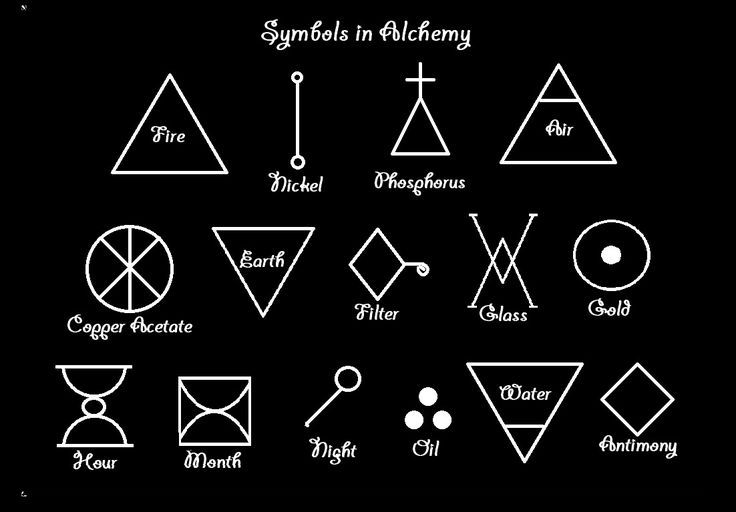 Symbols in Alchemy
Fire
Nickel
Phosphorus
Air
Copper Acetate
Earth
Filter
Glass
Gold
Hour
Month
Night
Oil
Water
Antimony